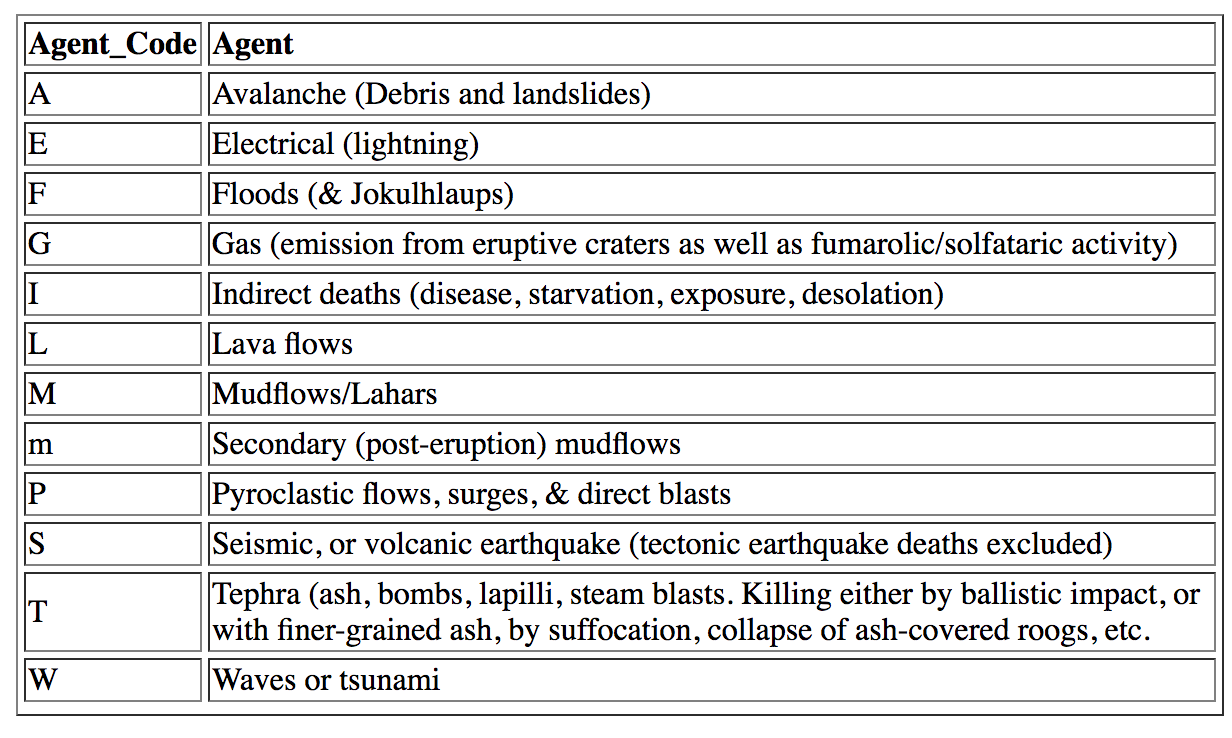 Agent_Code Agent
A Avalanche (Debris and landslides)
E Electrical (lightning)
F Floods (& Jokulhlaups)
G Gas (emission from eruptive craters as well as fumarolic/solfataric activity)
I Indirect deaths (disease, starvation, exposure, desolation)
L Lava flows
M Mudflows/Lahars
m Secondary (post-eruption) mudflows
P Pyroclastic flows, surges, & direct blasts
S Seismic, or volcanic earthquake (tectonic earthquake deaths excluded)
T Tephra (ash, bombs, lapilli, steam blasts. Killing either by ballistic impact, or
with finer-grained ash, by suffocation, collapse of ash-covered roogs, etc.
W Waves or tsunami